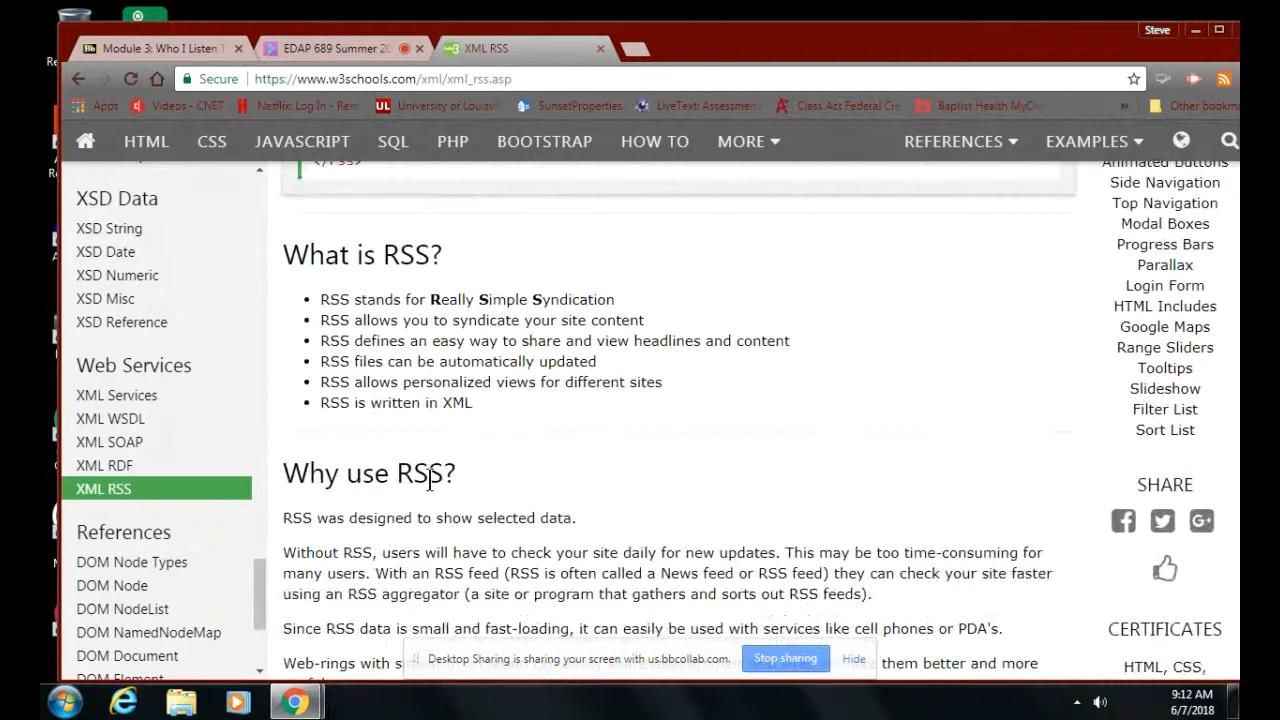 Steve
Module 3: Who I Listen T
EDAP 689 Summer 20
XML RSS
Secure
https://www.w3schools.com/xml/xml_rss.asp
Apps
Videos - CNET
Netflix: Log In - Ren
University of Louisv
SunsetProperties
LiveText: Assessmen
Class Act Federal Cr
Baptist Health MyCh
»
Other bookma
HTML
CSS
JAVASCRIPT
SQL
PHP
BOOTSTRAP
HOW TO
MORE
REFERENCES
EXAMPLES
XSD Data
XSD String
XSD Date
XSD Numeric
XSD Misc
XSD Reference
Web Services
XML Services
XML WSDL
XML SOAP
XML RDF
XML RSS
References
DOM Node Types
DOM Node
DOM NodeList
DOM NamedNodeMap
DOM Document
DOM Element
</rss>
What is RSS?
• RSS stands for Really Simple Syndication
• RSS allows you to syndicate your site content
• RSS defines an easy way to share and view headlines and content
• RSS files can be automatically updated
• RSS allows personalized views for different sites
• RSS is written in XML
Why use RSS?
RSS was designed to show selected data.
Without RSS, users will have to check your site daily for new updates. This may be too time-consuming for
many users. With an RSS feed (RSS is often called a News feed or RSS feed) they can check your site faster
using an RSS aggregator (a site or program that gathers and sorts out RSS feeds).
Since RSS data is small and fast-loading, it can easily be used with services like cell phones or PDA's.
Web-rings with s
them better and more
Desktop Sharing is sharing your screen with us.bbcollab.com.
Stop sharing
Hide
Animated Buttons
Side Navigation
Top Navigation
Modal Boxes
Progress Bars
Parallax
Login Form
HTML Includes
Google Maps
Range Sliders
Tooltips
Slideshow
Filter List
Sort List
SHARE
CERTIFICATES
HTML, CSS,
9:12 AM
6/7/2018